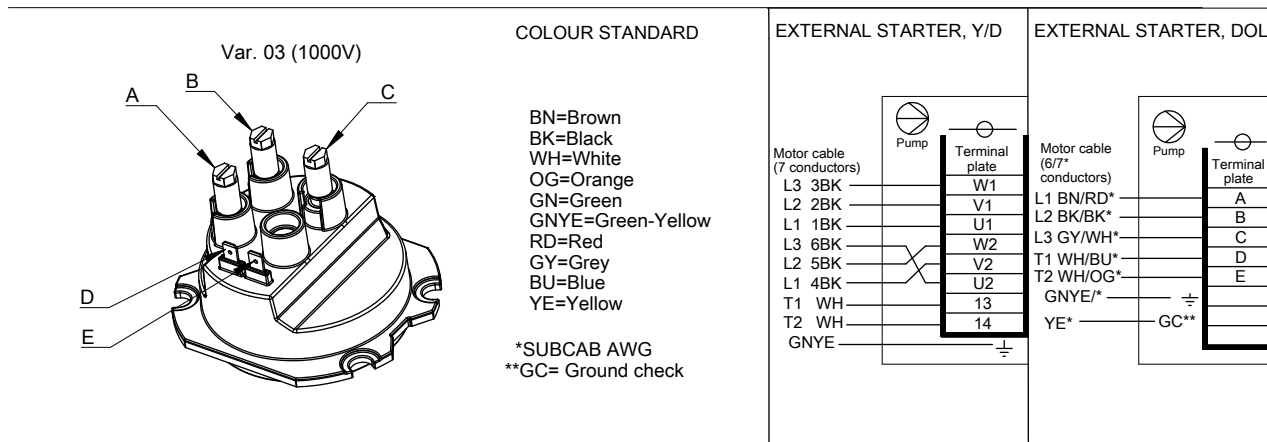 Var. 03 (1000V)
A
B
C
D
E
COLOUR STANDARD
BN=Brown
BK=Black
WH=White
OG=Orange
GN=Green
GNYE=Green-Yellow
RD=Red
GY=Grey
BU=Blue
YE=Yellow
*SUBCAB AWG
**GC= Ground check
EXTERNAL STARTER, Y/D
Pump
Terminal
plate
Motor cable
(7 conductors)
L3 3BK W1
L2 2BK V1
L1 1BK U1
L3 6BK W2
L2 5BK V2
L1 4BK U2
T1 WH 13
T2 WH 14
GNYE
EXTERNAL STARTER, DOL
Pump
Terminal
plate
Motor cable
(6/7*
conductors)
L1 BN/RD* A
L2 BK/BK* B
L3 GY/WH* C
T1 WH/BU* D
T2 WH/OG* E
GNYE/*
YE* GC**